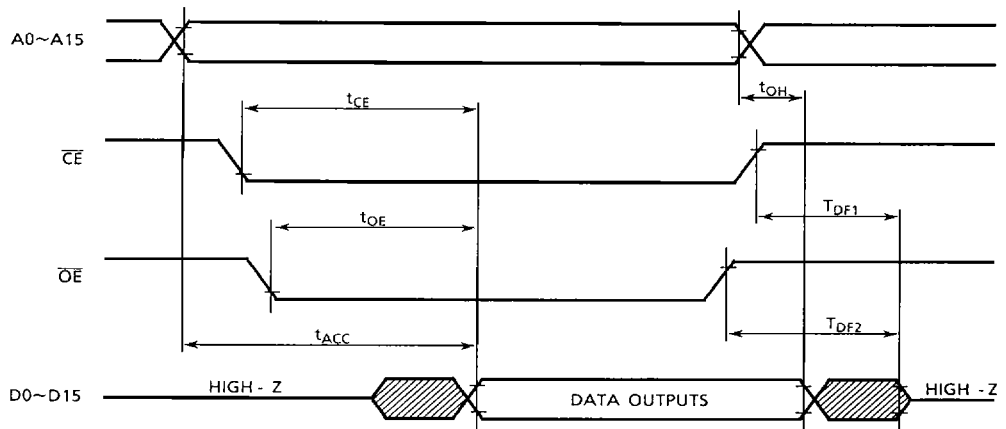 A0~A15
tOH
tCE
CE
TDF1
tOE
OE
TDF2
tACC
D0~D15
HIGH - Z
DATA OUTPUTS
HIGH - Z